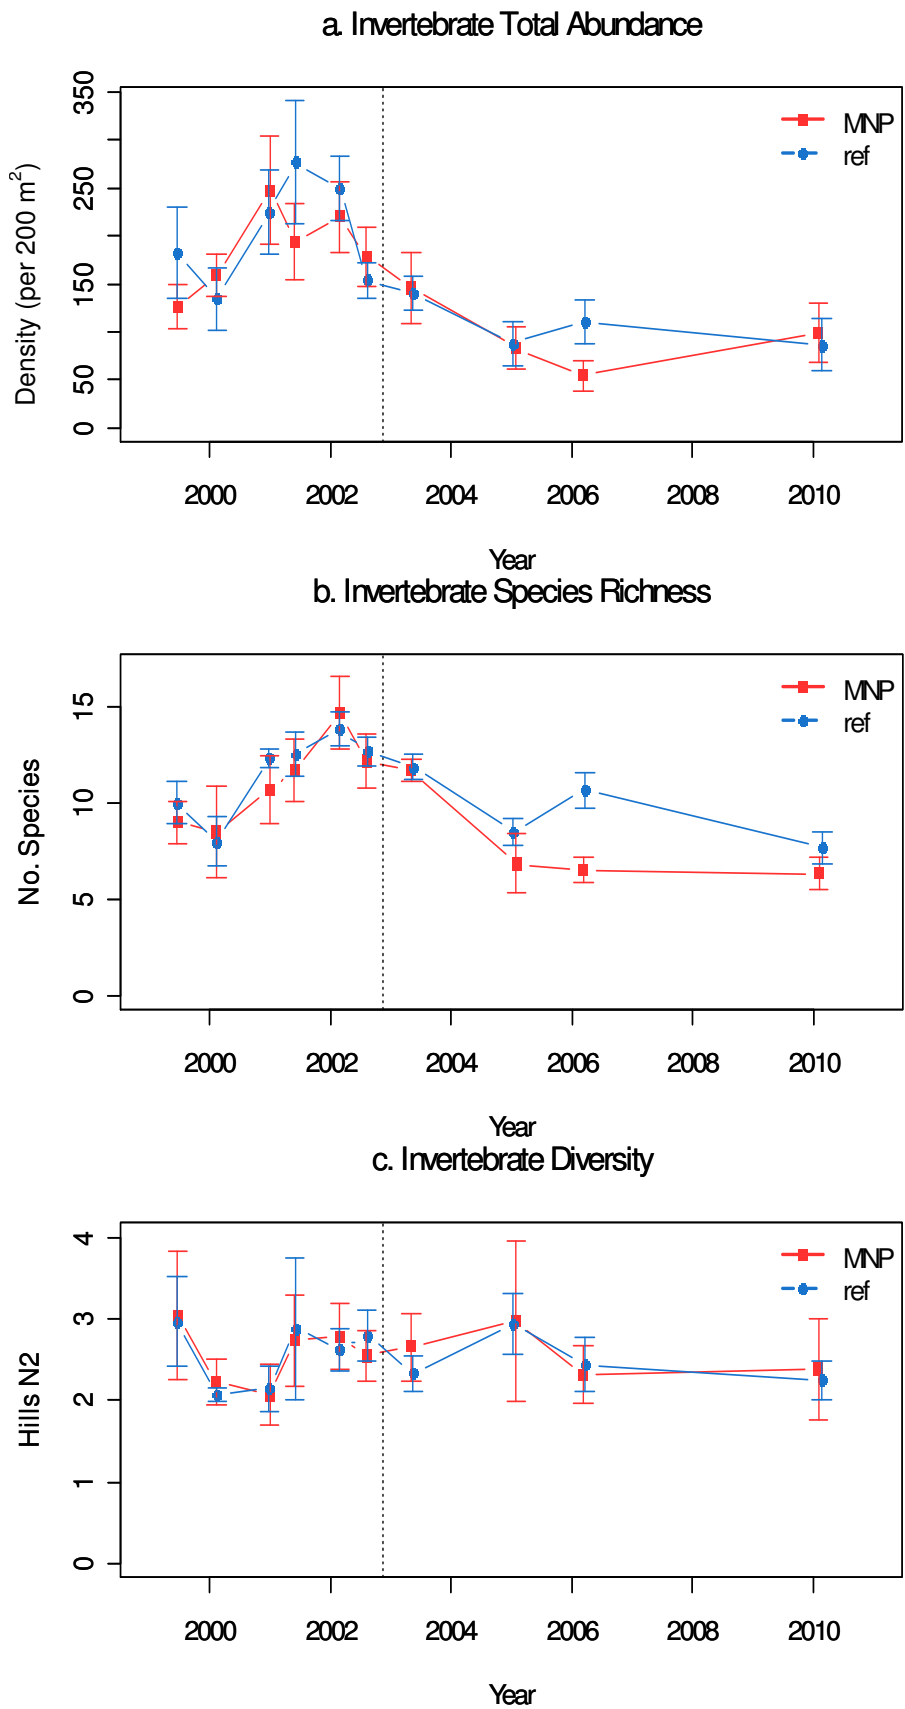 a. Invertebrate Total Abundance
350
250
150
50
0
Density (per 200 m²)
MNP
ref
2000 2002 2004 2006 2008 2010
Year
b. Invertebrate Species Richness
15
10
5
0
No. Species
MNP
ref
2000 2002 2004 2006 2008 2010
Year
c. Invertebrate Diversity
4
3
2
1
0
Hills N2
MNP
ref
2000 2002 2004 2006 2008 2010
Year